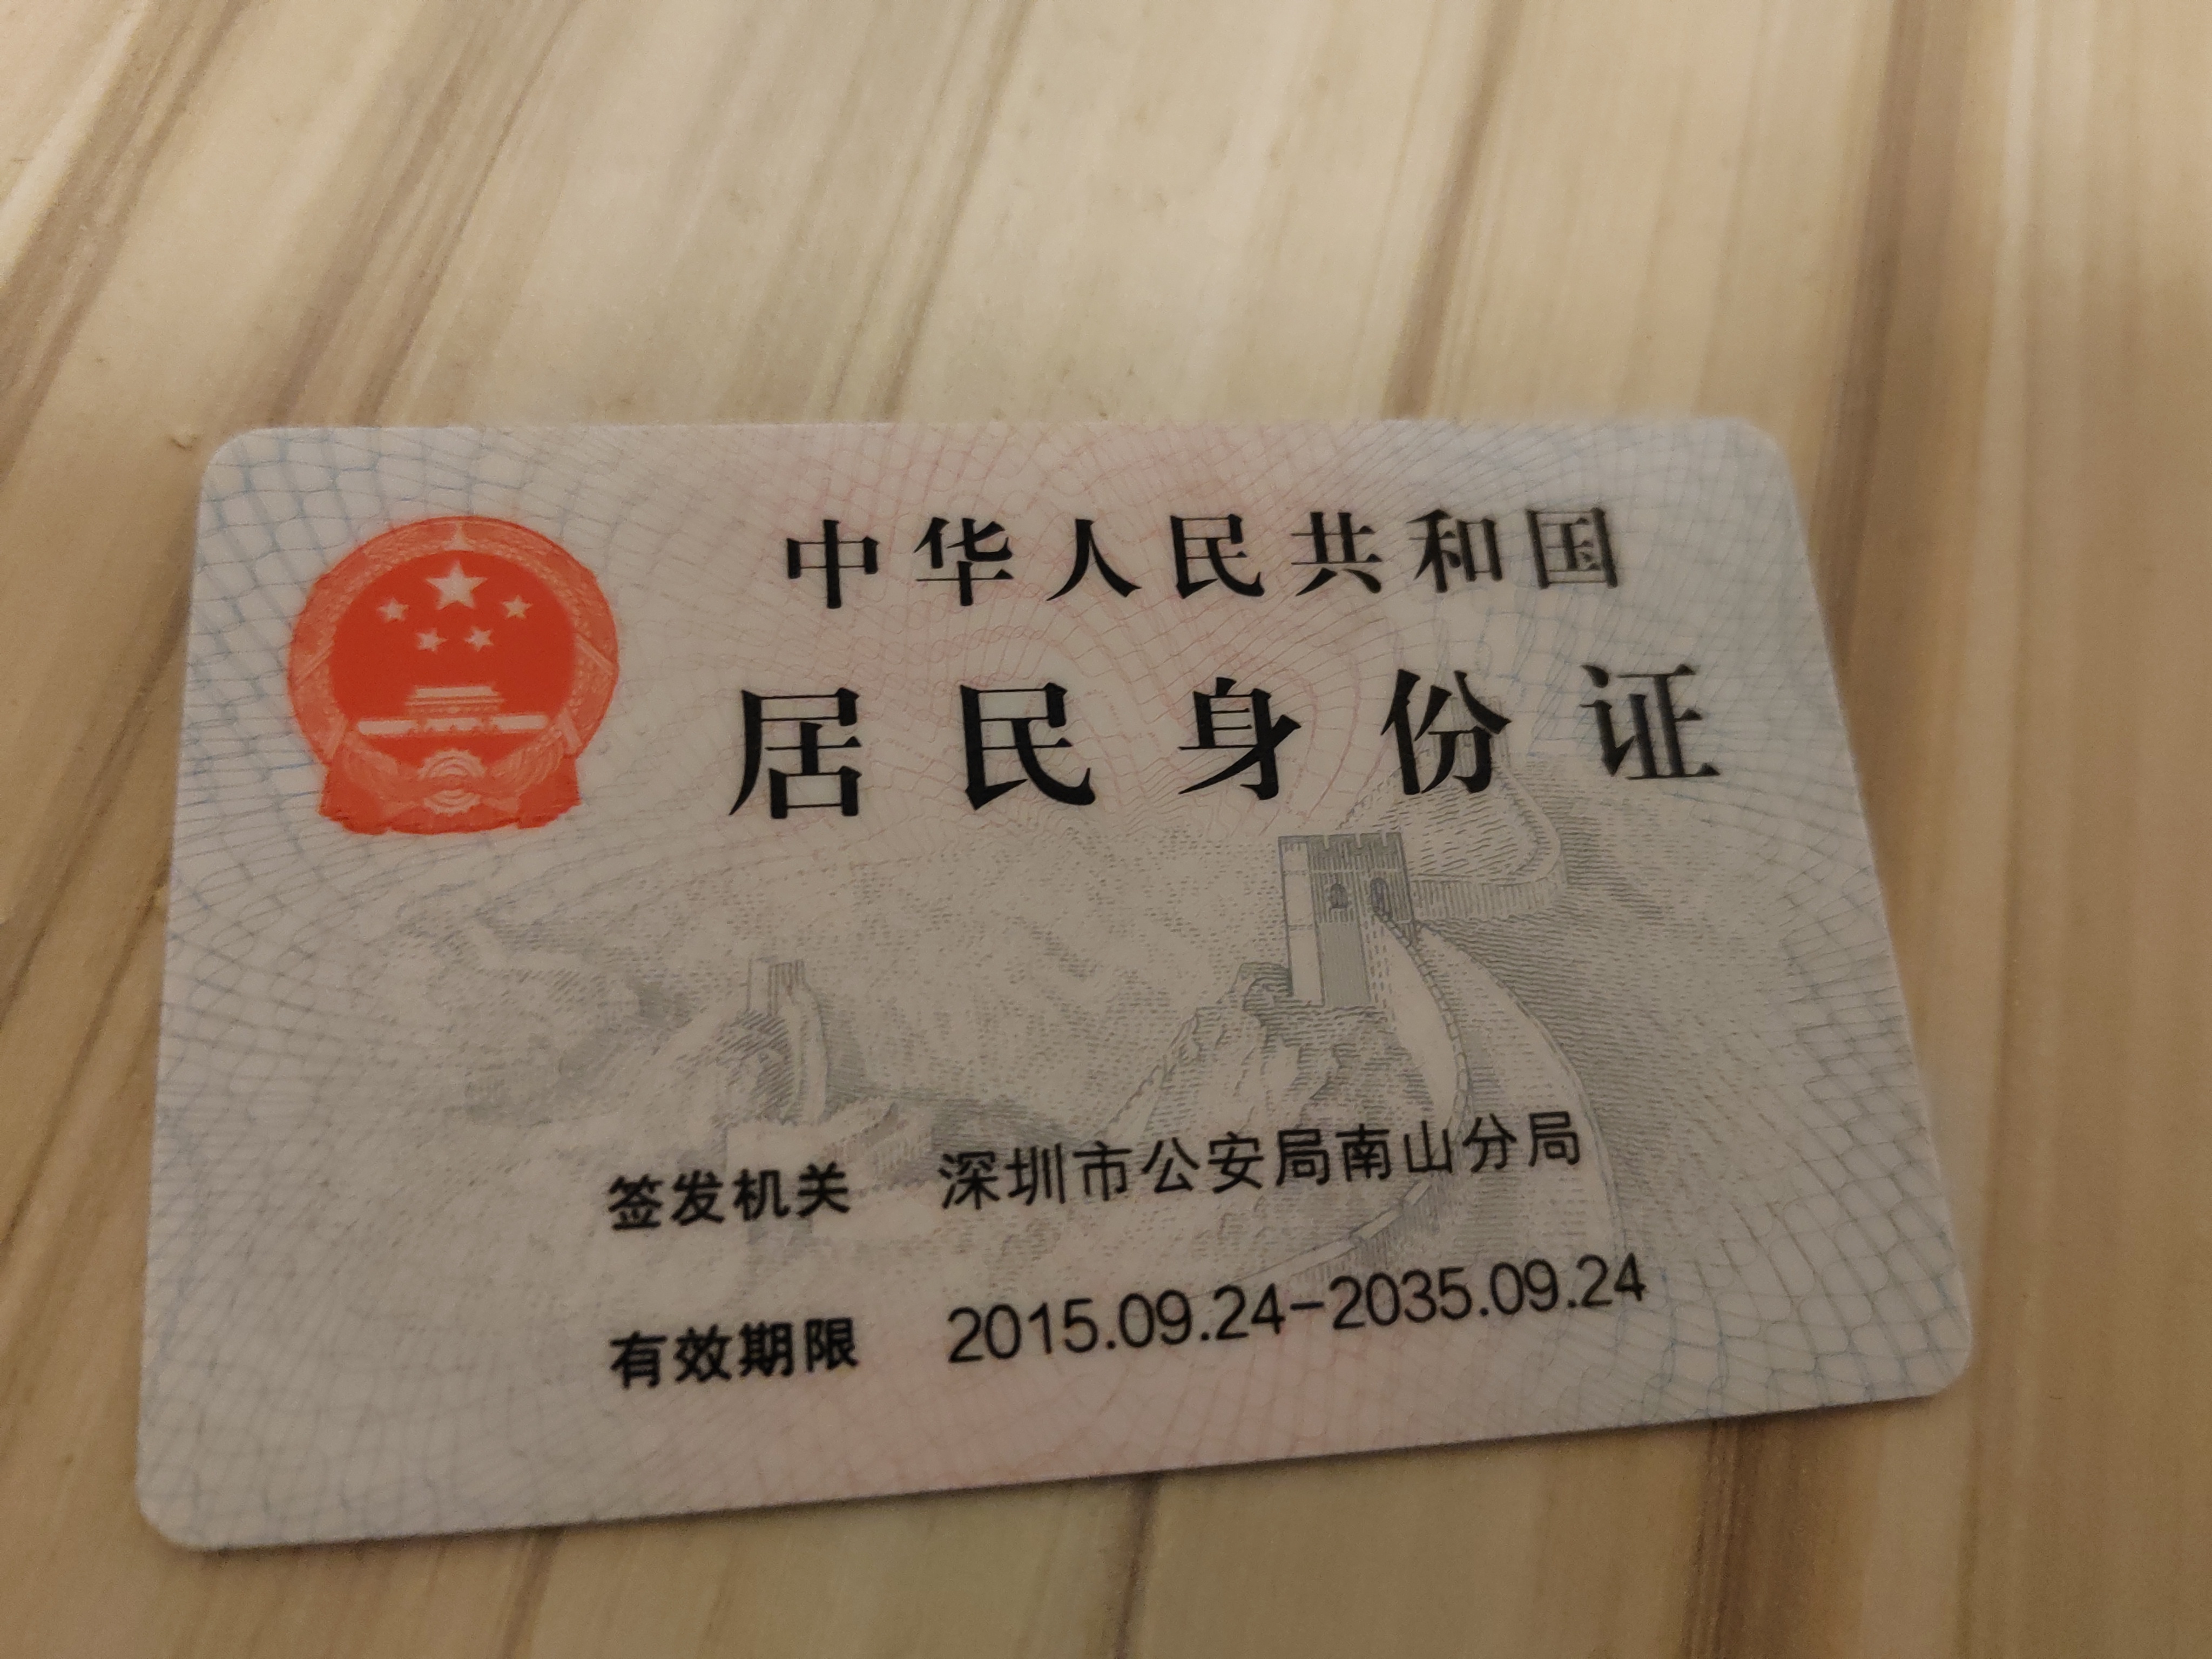 中华人民共和国
居民身份证
签发机关 深圳市公安局南山分局
有效期限 2015.09.24-2035.09.24